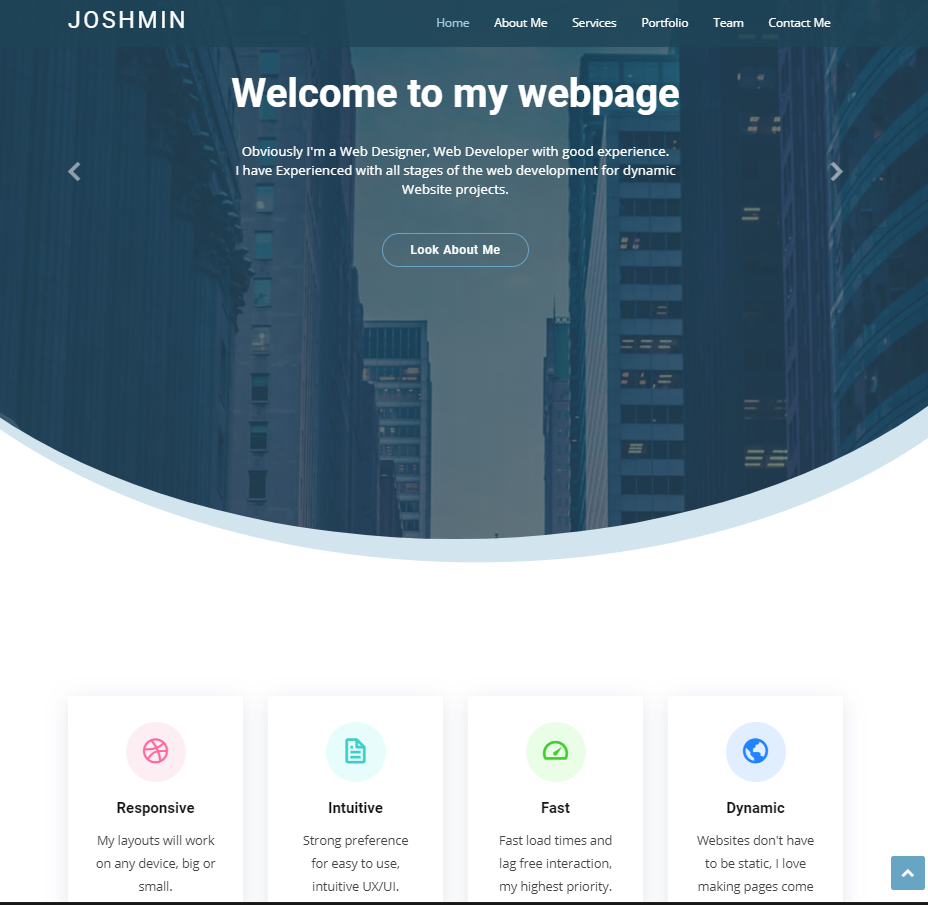 JOSHMIN
Home About Me Services Portfolio Team Contact Me
Welcome to my webpage
Obviously I'm a Web Designer, Web Developer with good experience.
I have Experienced with all stages of the web development for dynamic
Website projects.
Look About Me
Responsive
My layouts will work
on any device, big or
small.
Intuitive
Strong preference
for easy to use,
intuitive UX/UI.
Fast
Fast load times and
lag free interaction,
my highest priority.
Dynamic
Websites don't have
to be static, I love
making pages come